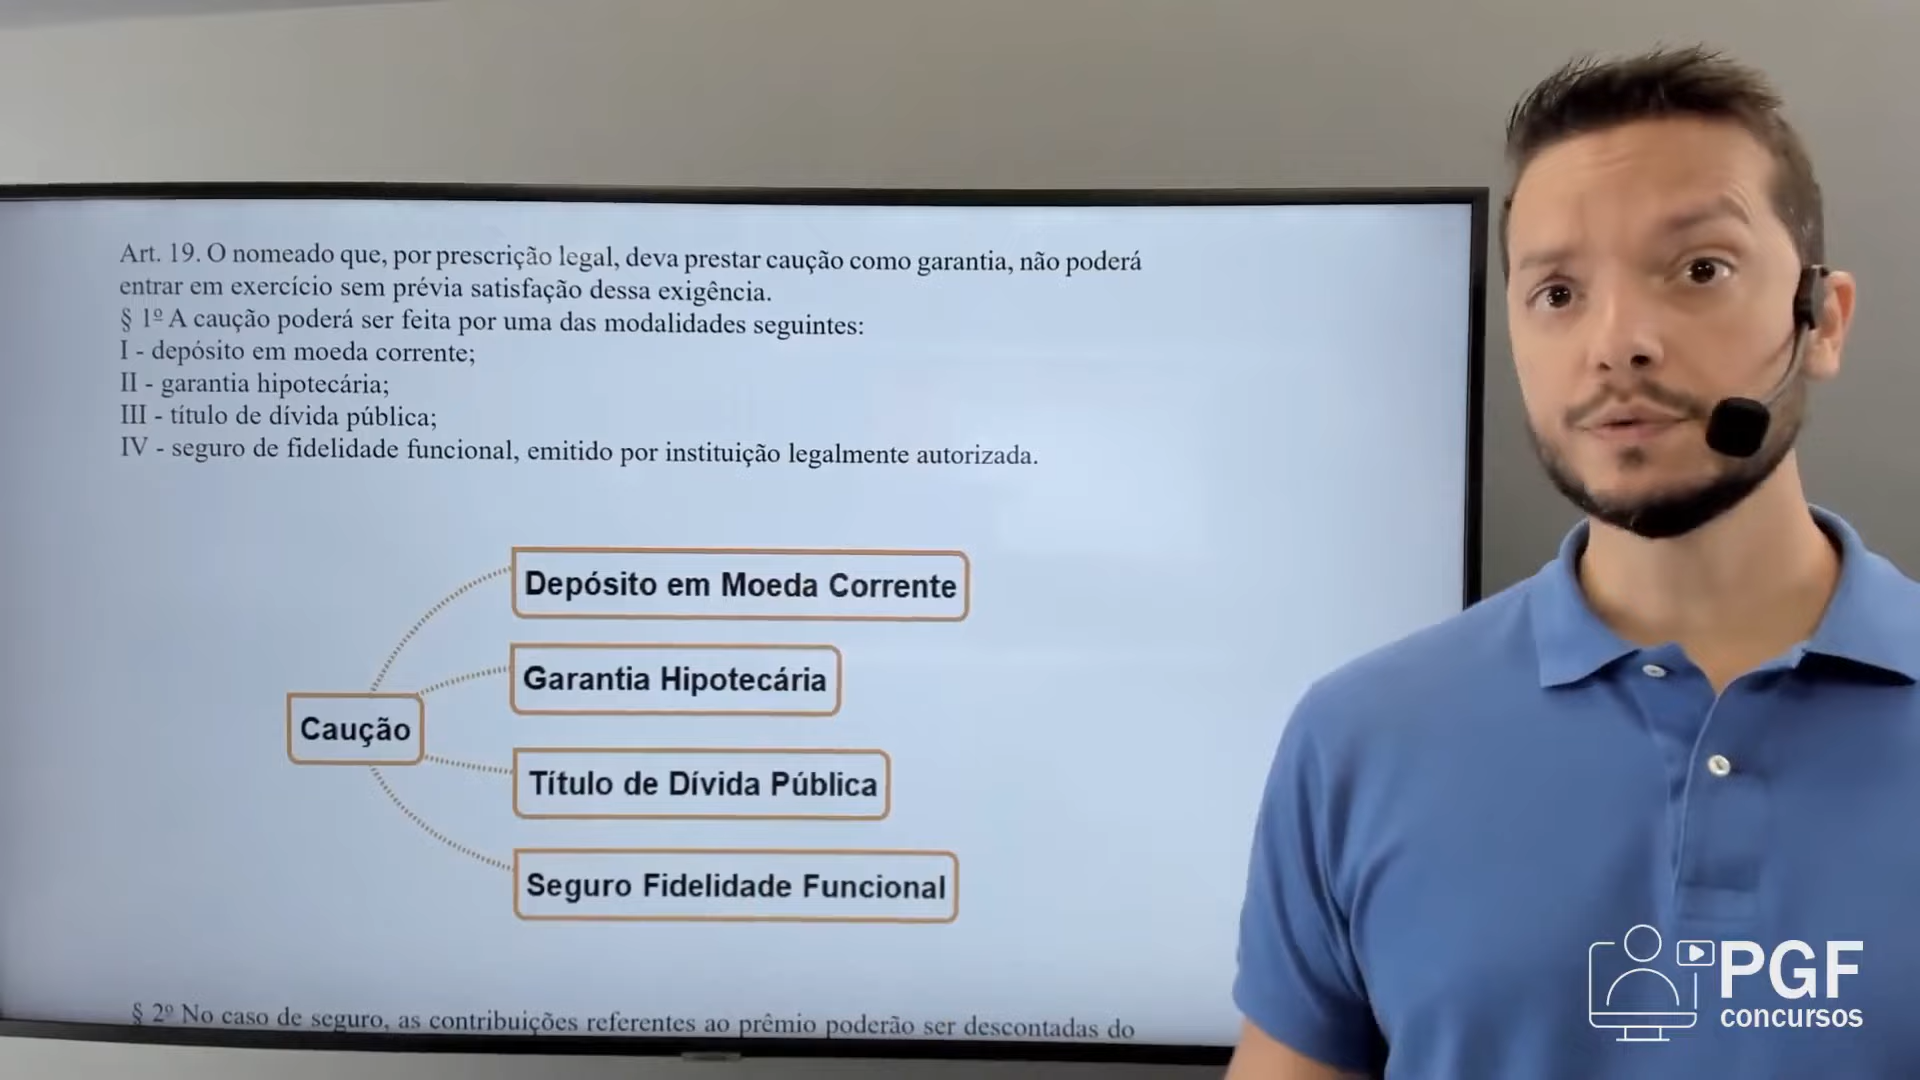 Art. 19. O nomeado que, por prescrição legal, deva prestar caução como garantia, não poderá
entrar em exercício sem prévia satisfação dessa exigência.
§ 1º A caução poderá ser feita por uma das modalidades seguintes:
I - depósito em moeda corrente;
II - garantia hipotecária;
III - título de dívida pública;
IV - seguro de fidelidade funcional, emitido por instituição legalmente autorizada.
Depósito em Moeda Corrente
Garantia Hipotecária
Caução
Título de Dívida Pública
Seguro Fidelidade Funcional
§ 2º No caso de seguro, as contribuições referentes ao prêmio poderão ser descontadas do
PGF
concursos